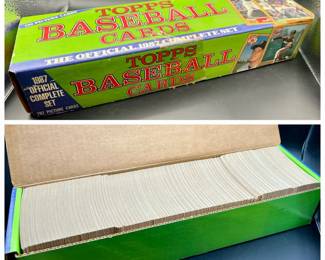 TOPPS
BASEBALL
CARDS
THE OFFICIAL 1987 COMPLETE SET
1987
OFFICIAL
COMPLETE
SET
792 PICTURE CARDS
TOPPS
BASEBALL
CARDS